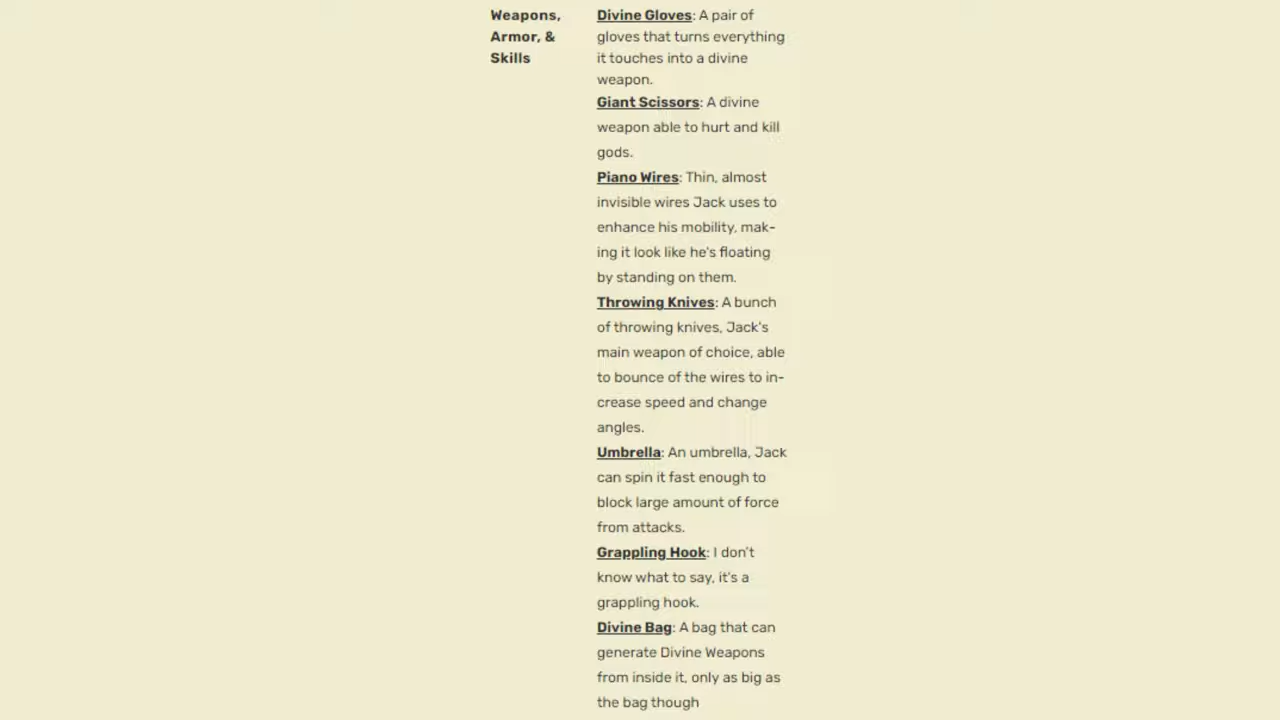 Weapons,
Armor, &
Skills
Divine Gloves: A pair of
gloves that turns everything
it touches into a divine
weapon.
Giant Scissors: A divine
weapon able to hurt and kill
gods.
Piano Wires: Thin, almost
invisible wires Jack uses to
enhance his mobility, mak-
ing it look like he's floating
by standing on them.
Throwing Knives: A bunch
of throwing knives, Jack's
main weapon of choice, able
to bounce of the wires to in-
crease speed and change
angles.
Umbrella: An umbrella, Jack
can spin it fast enough to
block large amount of force
from attacks.
Grappling Hook: I don't
know what to say, it's a
grappling hook.
Divine Bag: A bag that can
generate Divine Weapons
from inside it, only as big as
the bag though